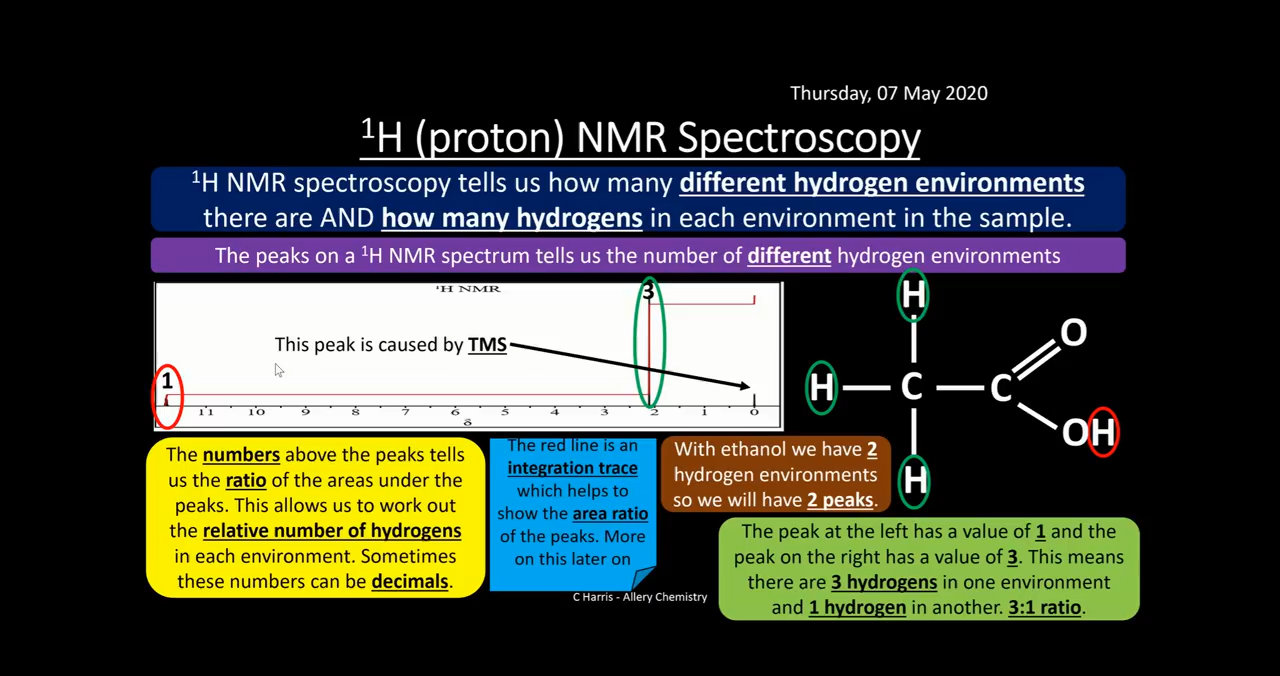 Thursday, 07 May 2020
¹H (proton) NMR Spectroscopy
¹H NMR spectroscopy tells us how many different hydrogen environments
there are AND how many hydrogens in each environment in the sample.
The peaks on a ¹H NMR spectrum tells us the number of different hydrogen environments
¹H NMR
3
This peak is caused by TMS
1
11 10 9 8 7 6 5 4 3 2 1 0
δ
H
O
H C C
OH
H
The numbers above the peaks tells
us the ratio of the areas under the
peaks. This allows us to work out
the relative number of hydrogens
in each environment. Sometimes
these numbers can be decimals.
The red line is an
integration trace
which helps to
show the area ratio
of the peaks. More
on this later on
With ethanol we have 2
hydrogen environments
so we will have 2 peaks.
The peak at the left has a value of 1 and the
peak on the right has a value of 3. This means
there are 3 hydrogens in one environment
and 1 hydrogen in another. 3:1 ratio.
C Harris - Allery Chemistry